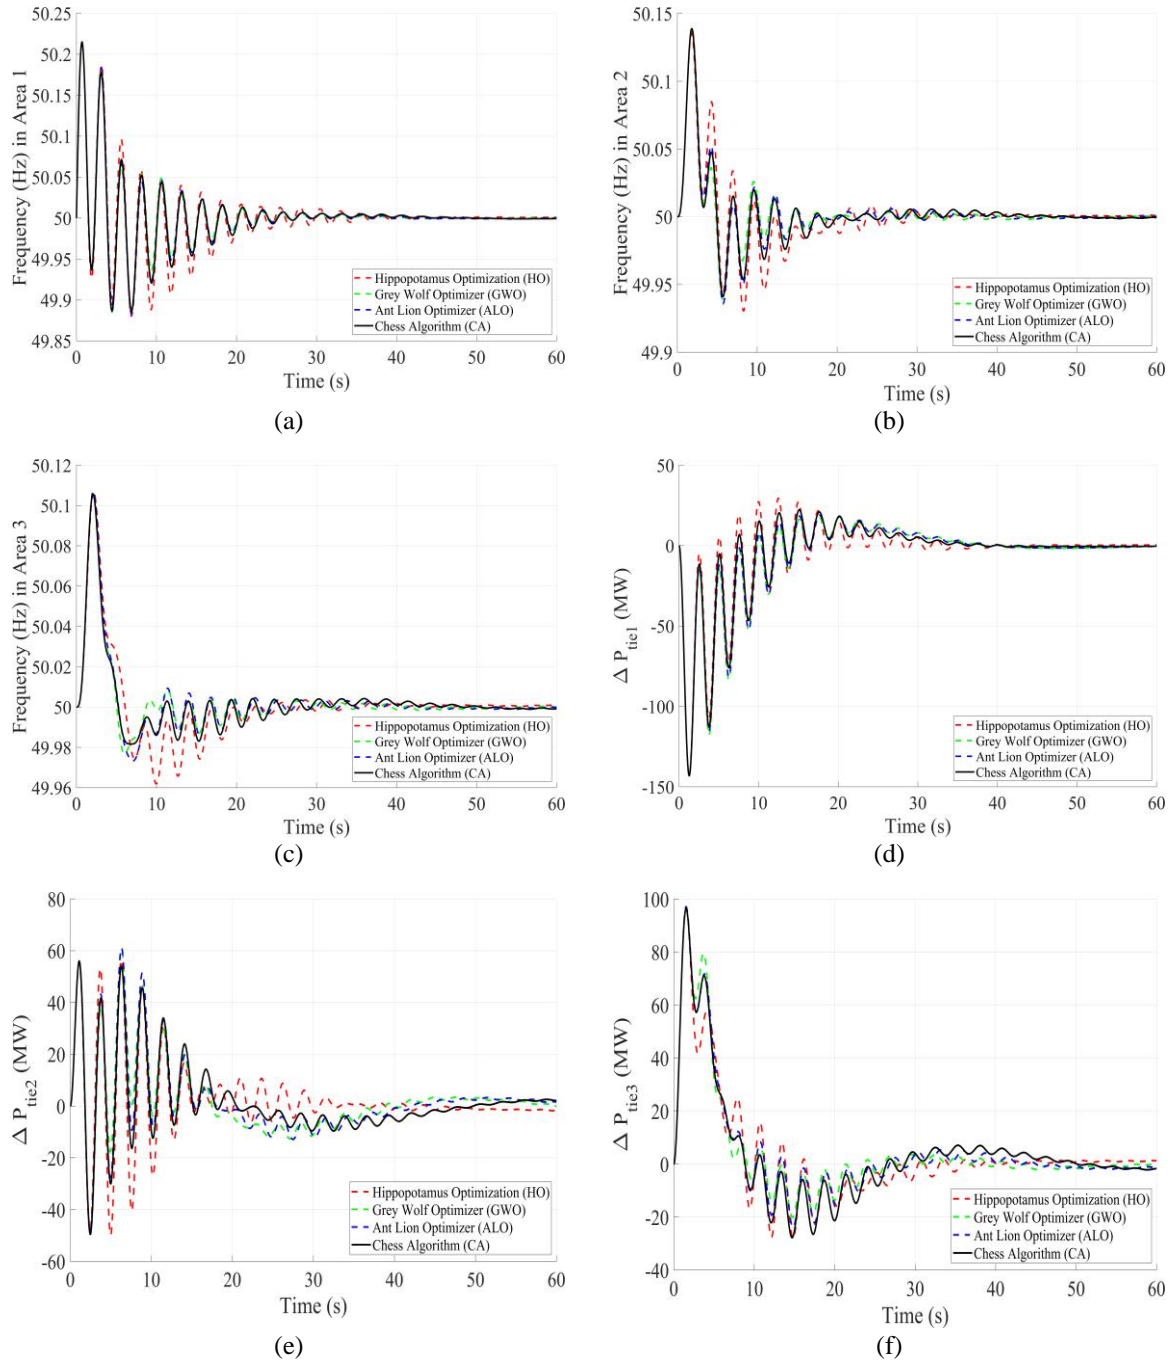 50.25
50.2
50.15
50.1
50.05
50
49.95
49.9
49.85
Frequency (Hz) in Area 1
Hippopotamus Optimization (HO)
Grey Wolf Optimizer (GWO)
Ant Lion Optimizer (ALO)
Chess Algorithm (CA)
0 10 20 30 40 50 60
Time (s)
(a)
50.15
50.1
50.05
50
49.95
49.9
Frequency (Hz) in Area 2
Hippopotamus Optimization (HO)
Grey Wolf Optimizer (GWO)
Ant Lion Optimizer (ALO)
Chess Algorithm (CA)
0 10 20 30 40 50 60
Time (s)
(b)
50.12
50.1
50.08
50.06
50.04
50.02
50
49.98
49.96
Frequency (Hz) in Area 3
Hippopotamus Optimization (HO)
Grey Wolf Optimizer (GWO)
Ant Lion Optimizer (ALO)
Chess Algorithm (CA)
0 10 20 30 40 50 60
Time (s)
(c)
50
0
-50
-100
-150
Δ P_tie1 (MW)
Hippopotamus Optimization (HO)
Grey Wolf Optimizer (GWO)
Ant Lion Optimizer (ALO)
Chess Algorithm (CA)
0 10 20 30 40 50 60
Time (s)
(d)
80
60
40
20
0
-20
-40
-60
Δ P_tie2 (MW)
Hippopotamus Optimization (HO)
Grey Wolf Optimizer (GWO)
Ant Lion Optimizer (ALO)
Chess Algorithm (CA)
0 10 20 30 40 50 60
Time (s)
(e)
100
80
60
40
20
0
-20
-40
Δ P_tie3 (MW)
Hippopotamus Optimization (HO)
Grey Wolf Optimizer (GWO)
Ant Lion Optimizer (ALO)
Chess Algorithm (CA)
0 10 20 30 40 50 60
Time (s)
(f)